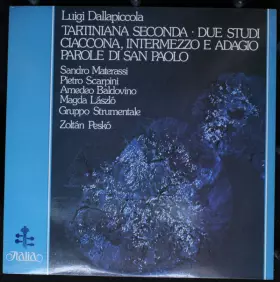 Luigi Dallapiccola
TARTINIANA SECONDA · DUE STUDI
CIACCONA, INTERMEZZO E ADAGIO
PAROLE DI SAN PAOLO
Sandro Materassi
Pietro Scarpini
Amedeo Baldovino
Magda László
Gruppo Strumentale
Zoltán Peskó
Italia